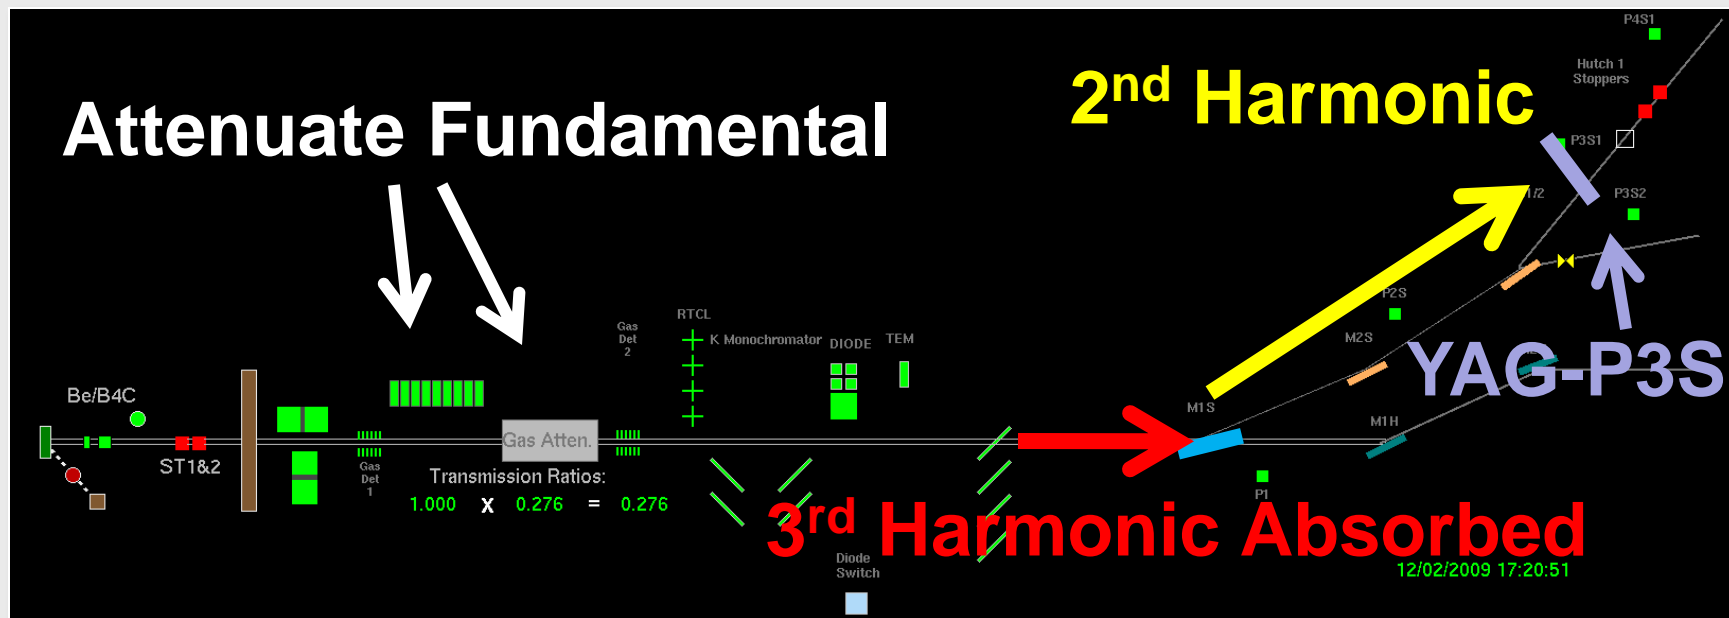 P4S1
Hutch 1
Stoppers
2nd Harmonic
Attenuate Fundamental
P3S1
1/2
P3S2
P2S
RTCL
Gas
Det
2
K Monochromator
DIODE
TEM
M2S
YAG-P3S
Be/B4C
M1S
M1H
Gas Atten.
ST1&2
Gas
Det
1
Transmission Ratios:
1.000 X 0.276 = 0.276
P1
3rd Harmonic Absorbed
Diode
Switch
12/02/2009 17:20:51